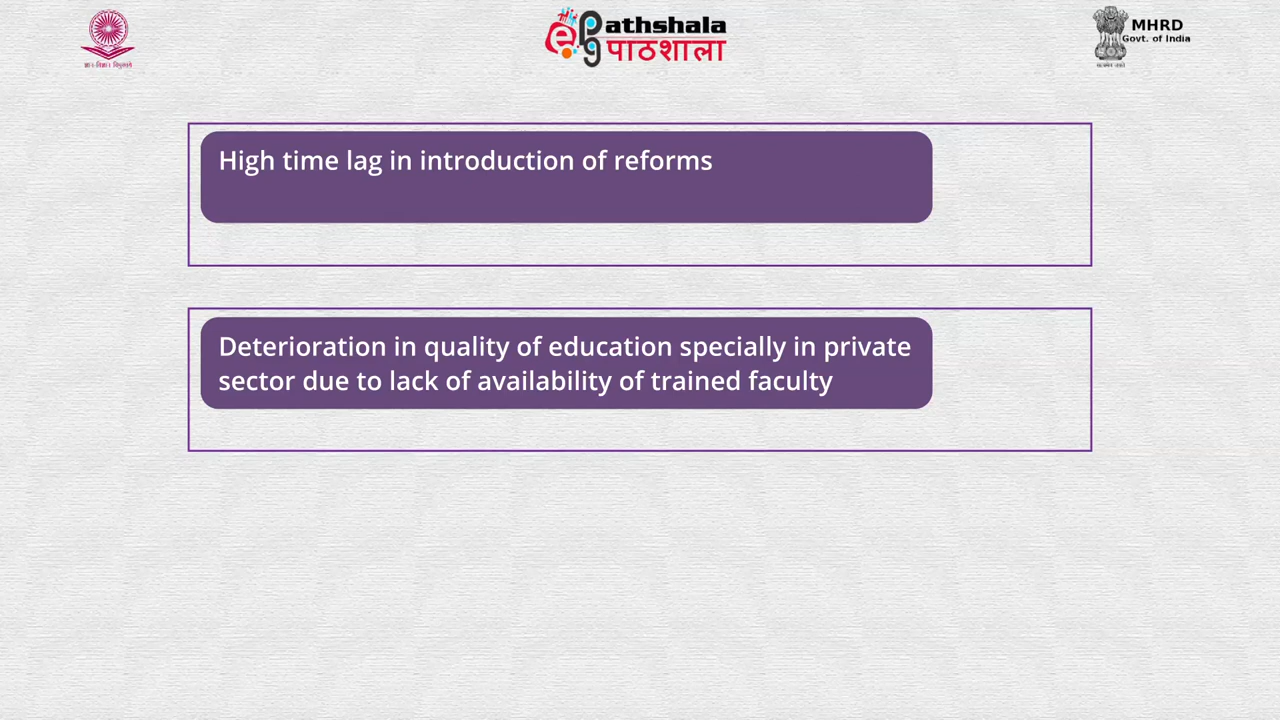 ePathshala
पाठशाला
MHRD
Govt. of India
High time lag in introduction of reforms
Deterioration in quality of education specially in private
sector due to lack of availability of trained faculty